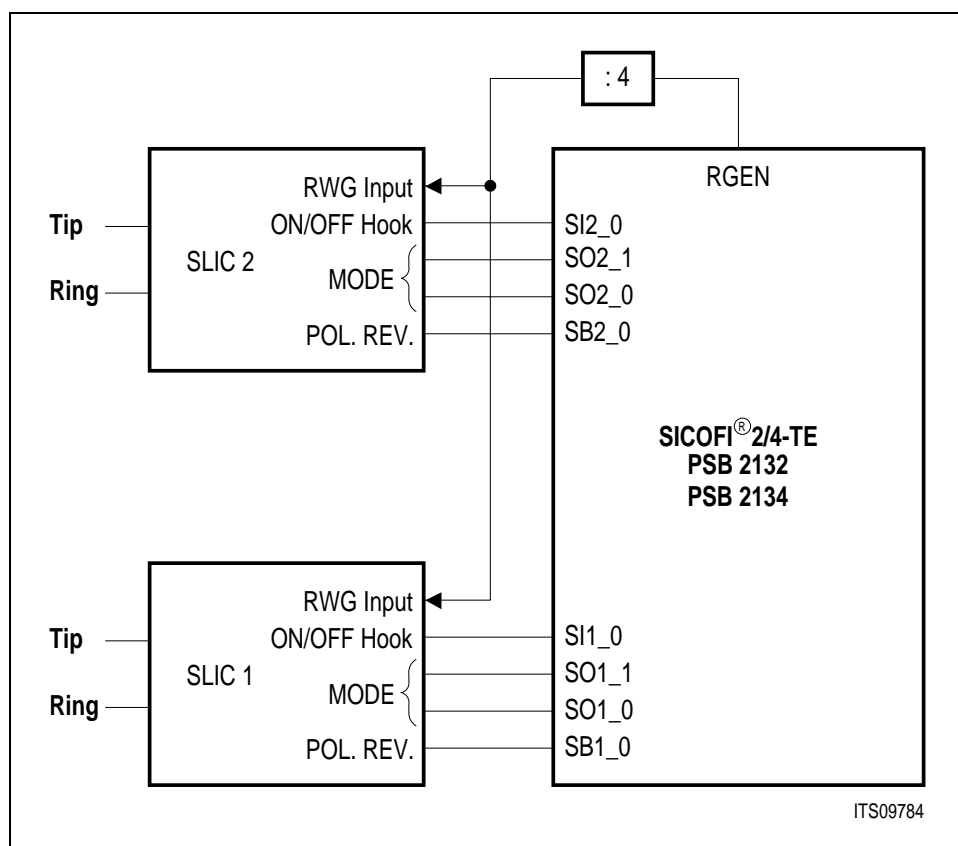 : 4
RGEN
RWG Input
ON/OFF Hook
MODE
POL. REV.
SLIC 2
Tip
Ring
SI2_0
SO2_1
SO2_0
SB2_0
SICOFI®2/4-TE
PSB 2132
PSB 2134
RWG Input
ON/OFF Hook
MODE
POL. REV.
SLIC 1
Tip
Ring
SI1_0
SO1_1
SO1_0
SB1_0
ITS09784